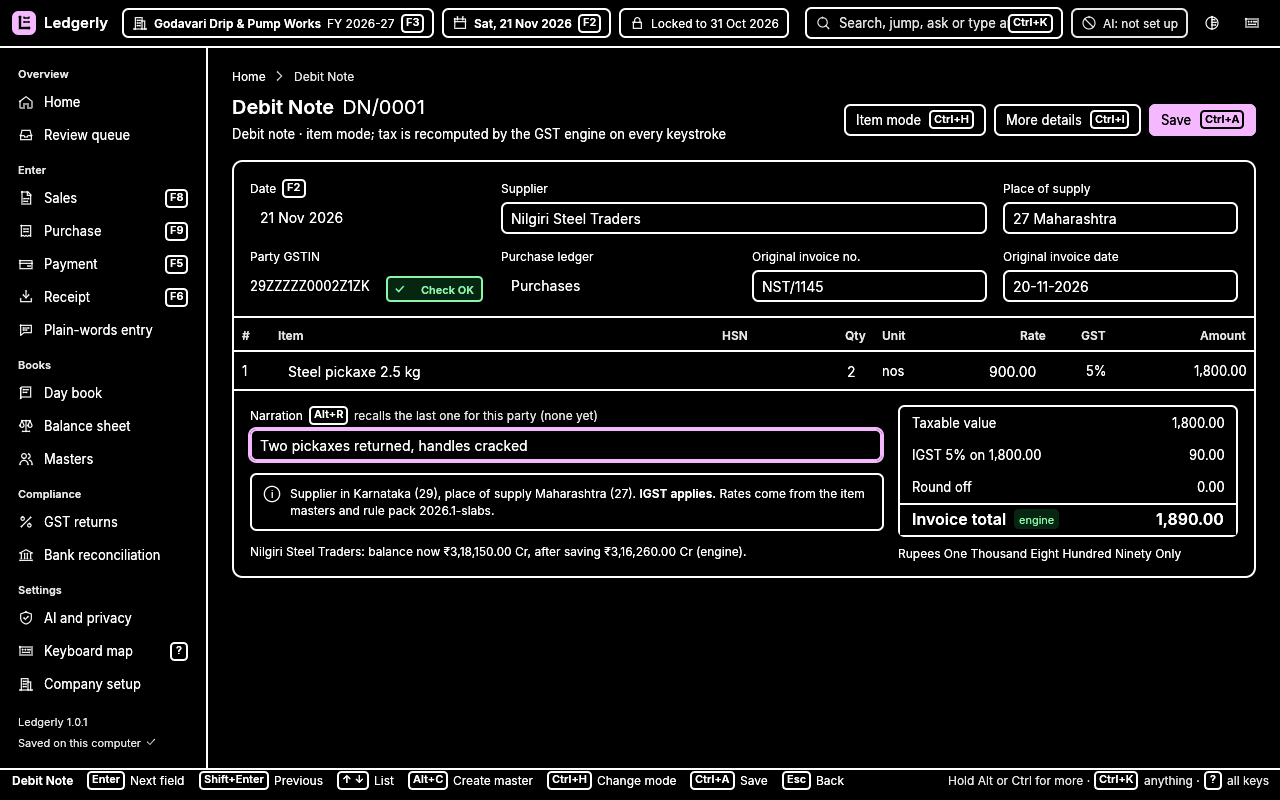 Ledgerly
Godavari Drip & Pump Works FY 2026-27 F3
Sat, 21 Nov 2026 F2
Locked to 31 Oct 2026
Search, jump, ask or type a Ctrl+K
AI: not set up
Overview
Home
Review queue
Enter
Sales F8
Purchase F9
Payment F5
Receipt F6
Plain-words entry
Books
Day book
Balance sheet
Masters
Compliance
GST returns
Bank reconciliation
Settings
AI and privacy
Keyboard map ?
Company setup
Ledgerly 1.0.1
Saved on this computer
Home Debit Note
Debit Note DN/0001
Debit note · item mode; tax is recomputed by the GST engine on every keystroke
Item mode Ctrl+H
More details Ctrl+I
Save Ctrl+A
Date F2 Supplier Place of supply
21 Nov 2026 Nilgiri Steel Traders 27 Maharashtra
Party GSTIN Purchase ledger Original invoice no. Original invoice date
29ZZZZZ0002Z1ZK Check OK Purchases NST/1145 20-11-2026
# Item HSN Qty Unit Rate GST Amount
1 Steel pickaxe 2.5 kg 2 nos 900.00 5% 1,800.00
Narration Alt+R recalls the last one for this party (none yet)
Two pickaxes returned, handles cracked
Supplier in Karnataka (29), place of supply Maharashtra (27). IGST applies. Rates come from the item
masters and rule pack 2026.1-slabs.
Nilgiri Steel Traders: balance now ₹3,18,150.00 Cr, after saving ₹3,16,260.00 Cr (engine).
Taxable value 1,800.00
IGST 5% on 1,800.00 90.00
Round off 0.00
Invoice total engine 1,890.00
Rupees One Thousand Eight Hundred Ninety Only
Debit Note Enter Next field Shift+Enter Previous ↑ ↓ List Alt+C Create master Ctrl+H Change mode Ctrl+A Save Esc Back
Hold Alt or Ctrl for more · Ctrl+K anything · ? all keys